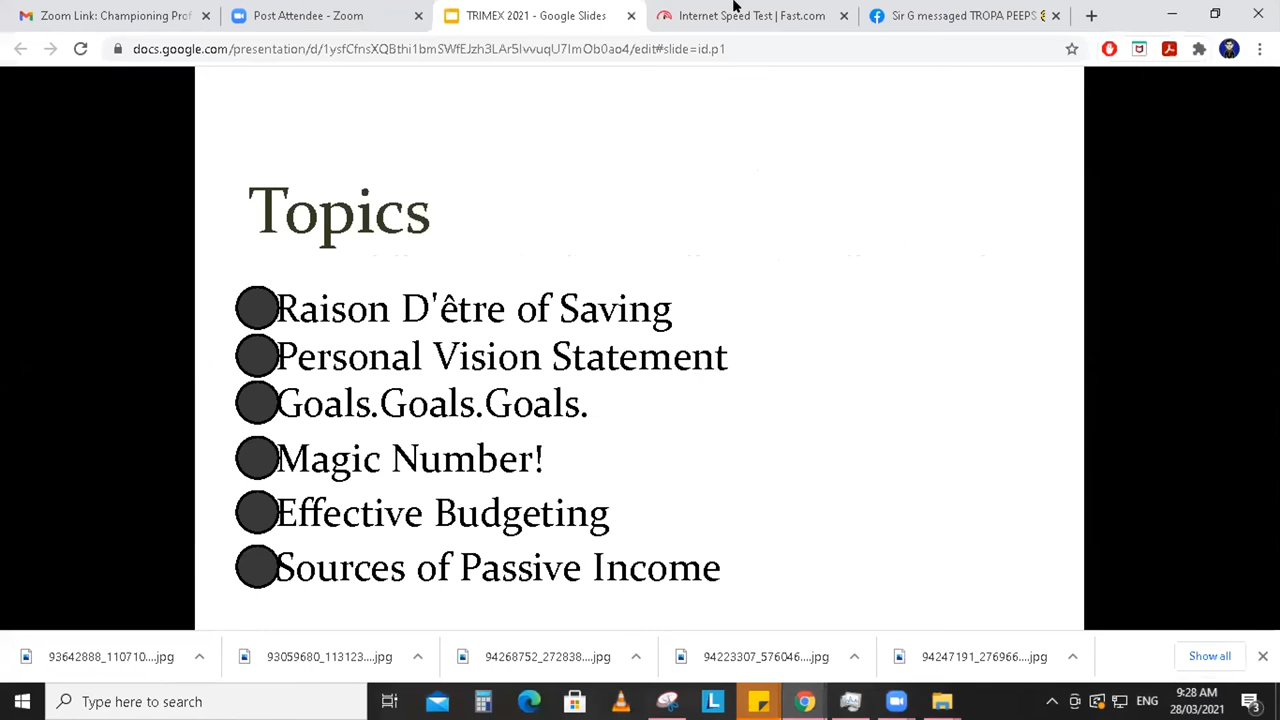 Zoom Link: Championing Pro
Post Attendee - Zoom
TRIMEX 2021 - Google Slides
Internet Speed Test | Fast.com
Sir G messaged TROPA PEEPS
docs.google.com/presentation/d/
/edit#slide=id.p1
Topics
Raison D'être of Saving
Personal Vision Statement
Goals.Goals.Goals.
Magic Number!
Effective Budgeting
Sources of Passive Income
93642888_110710....jpg
93059680_113123....jpg
94268752_272838....jpg
94223307_576046....jpg
94247191_276966....jpg
Show all
Type here to search
L
ENG
9:28 AM
28/03/2021
3